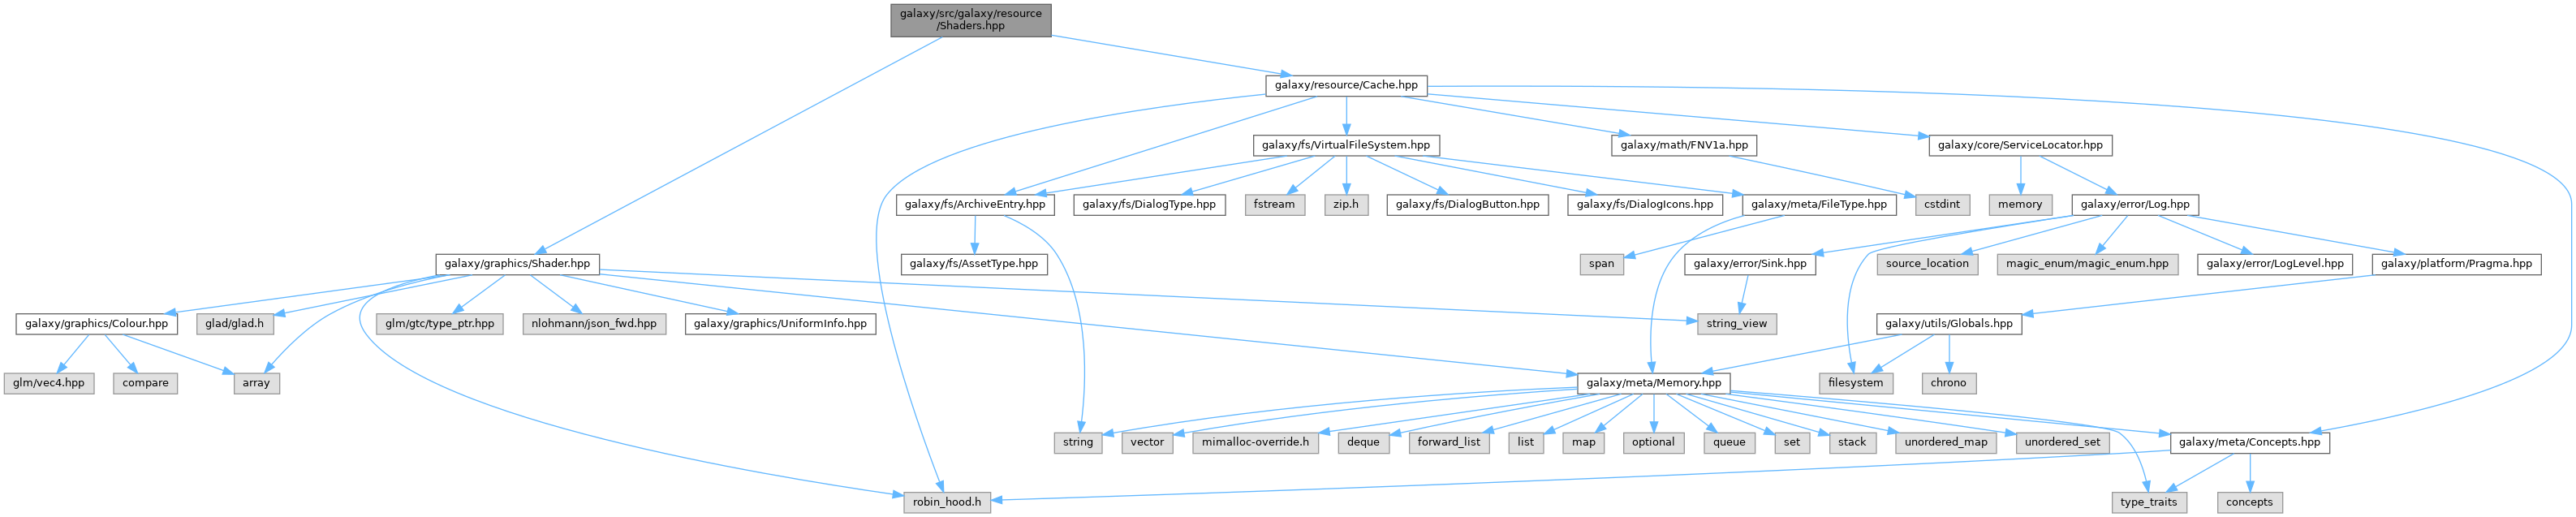 galaxy/src/galaxy/resource
/Shaders.hpp
galaxy/resource/Cache.hpp
galaxy/fs/VirtualFileSystem.hpp
galaxy/math/FNV1a.hpp
galaxy/core/ServiceLocator.hpp
galaxy/fs/ArchiveEntry.hpp
galaxy/fs/DialogType.hpp
fstream
zip.h
galaxy/fs/DialogButton.hpp
galaxy/fs/DialogIcons.hpp
galaxy/meta/FileType.hpp
cstdint
memory
galaxy/error/Log.hpp
galaxy/graphics/Shader.hpp
galaxy/fs/AssetType.hpp
span
galaxy/error/Sink.hpp
source_location
magic_enum/magic_enum.hpp
galaxy/error/LogLevel.hpp
galaxy/platform/Pragma.hpp
galaxy/graphics/Colour.hpp
glad/glad.h
glm/gtc/type_ptr.hpp
nlohmann/json_fwd.hpp
galaxy/graphics/UniformInfo.hpp
string_view
galaxy/utils/Globals.hpp
glm/vec4.hpp
compare
array
galaxy/meta/Memory.hpp
filesystem
chrono
string
vector
mimalloc-override.h
deque
forward_list
list
map
optional
queue
set
stack
unordered_map
unordered_set
galaxy/meta/Concepts.hpp
robin_hood.h
type_traits
concepts